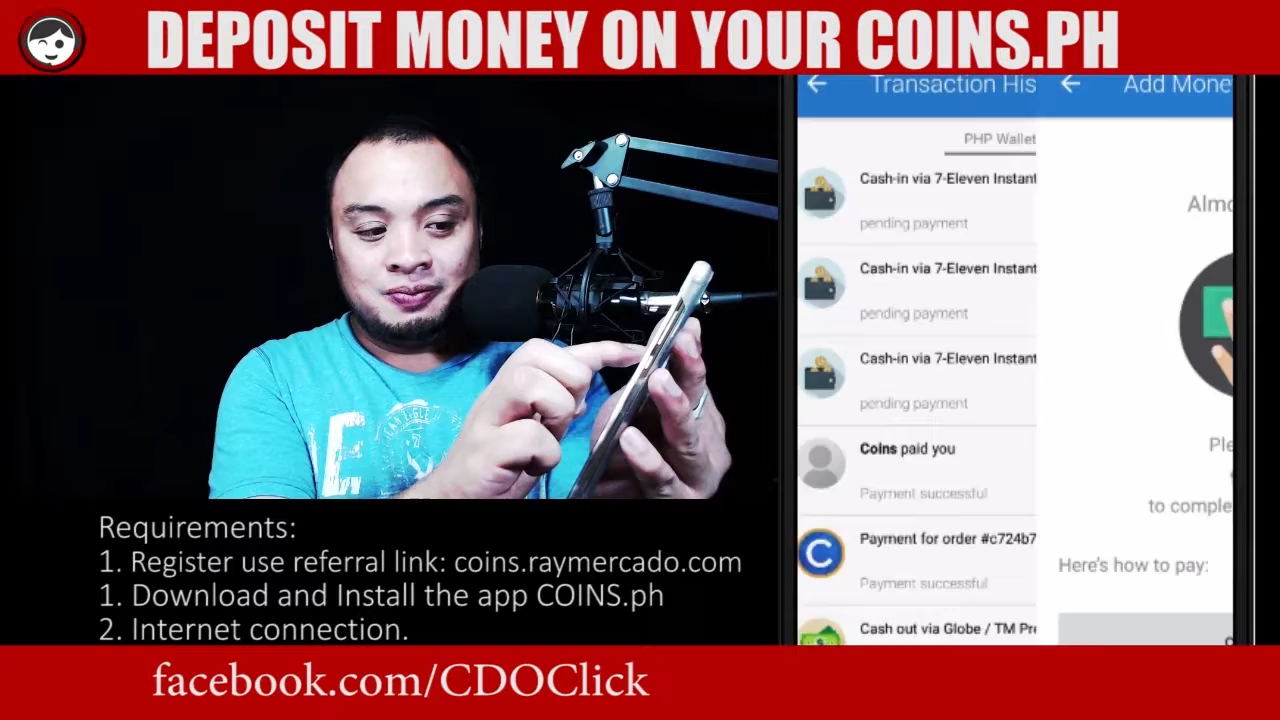 DEPOSIT MONEY ON YOUR COINS.PH
Transaction His
Add Mone
PHP Wallet
Cash-in via 7-Eleven Instant
pending payment
Cash-in via 7-Eleven Instant
pending payment
Cash-in via 7-Eleven Instant
pending payment
Coins paid you
Payment successful
Payment for order #c724b7
Payment successful
Cash out via Globe / TM Pre
Almo
Ple
to comple
Here's how to pay:
Requirements:
1. Register use referral link: coins.raymercado.com
1. Download and Install the app COINS.ph
2. Internet connection.
facebook.com/CDOClick